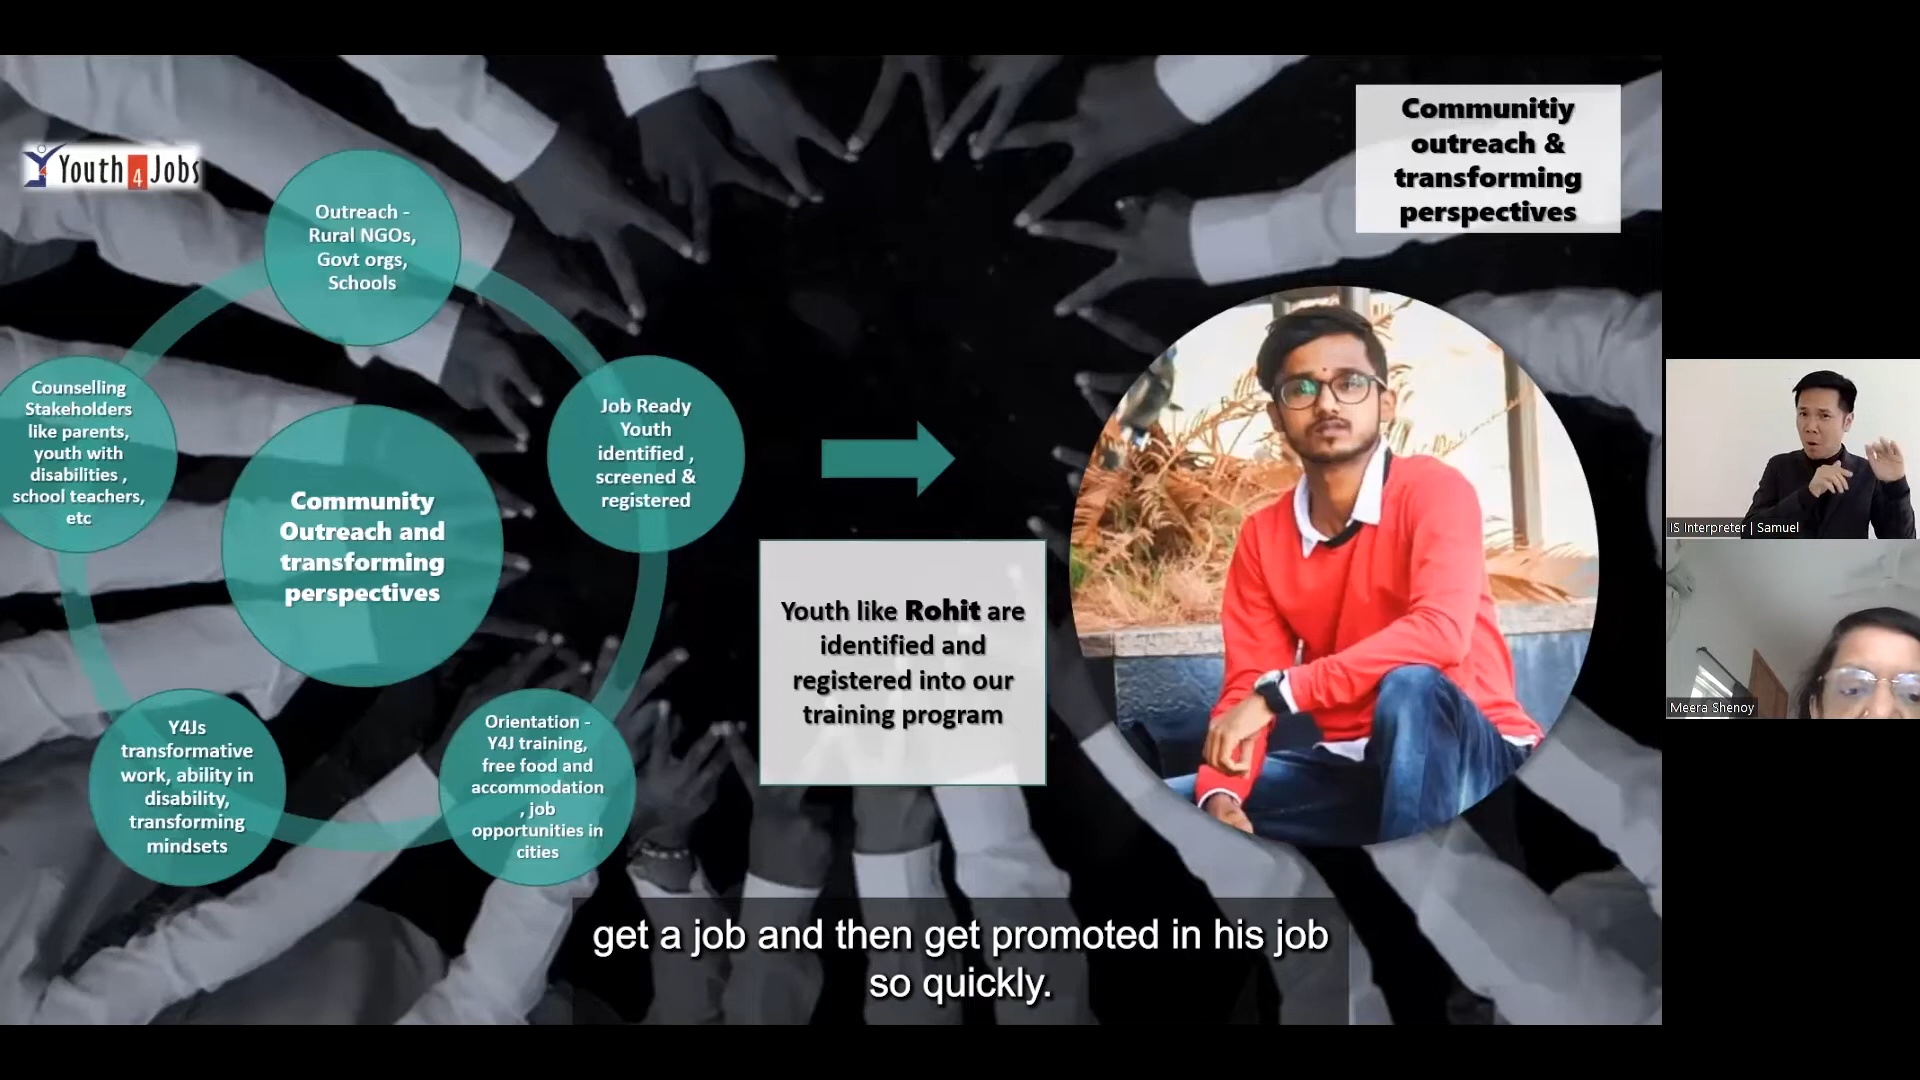 Youth4Jobs
Communitiy
outreach &
transforming
perspectives
Outreach -
Rural NGOs,
Govt orgs,
Schools
Counselling
Stakeholders
like parents,
youth with
disabilities ,
school teachers,
etc
Job Ready
Youth
identified ,
screened &
registered
Community
Outreach and
transforming
perspectives
Y4Js
transformative
work, ability in
disability,
transforming
mindsets
Orientation -
Y4J training,
free food and
accommodation
, job
opportunities in
cities
Youth like Rohit are
identified and
registered into our
training program
IS Interpreter | Samuel
Meera Shenoy
get a job and then get promoted in his job
so quickly.